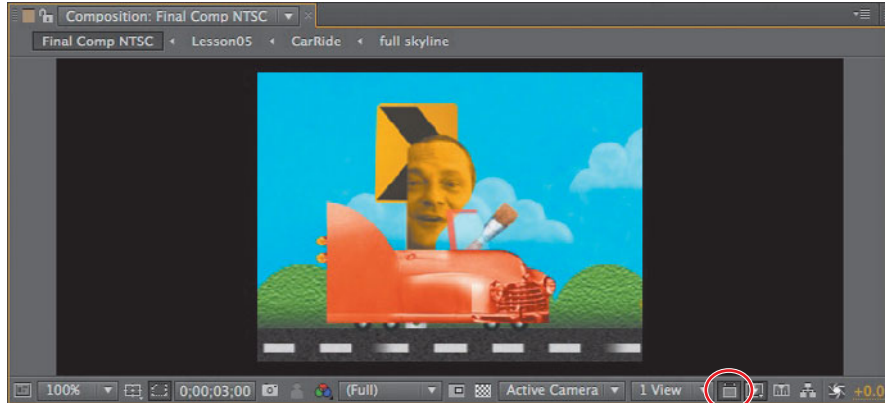 Composition: Final Comp NTSC
Final Comp NTSC Lesson05 CarRide full skyline
100% 0;00;03;00 (Full) Active Camera 1 View +0.0